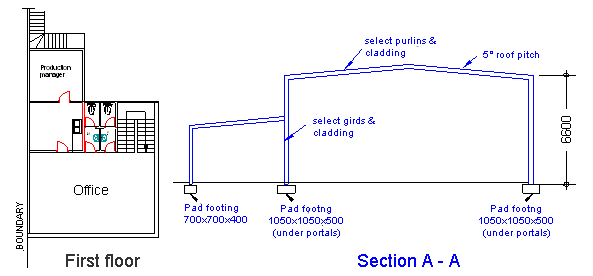 Production
manager
Office
BOUNDARY
First floor
select purlins &
cladding
5° roof pitch
select girds &
cladding
6600
Pad footing
700x700x400
Pad footng
1050x1050x500
(under portals)
Pad footng
1050x1050x500
(under portals)
Section A - A